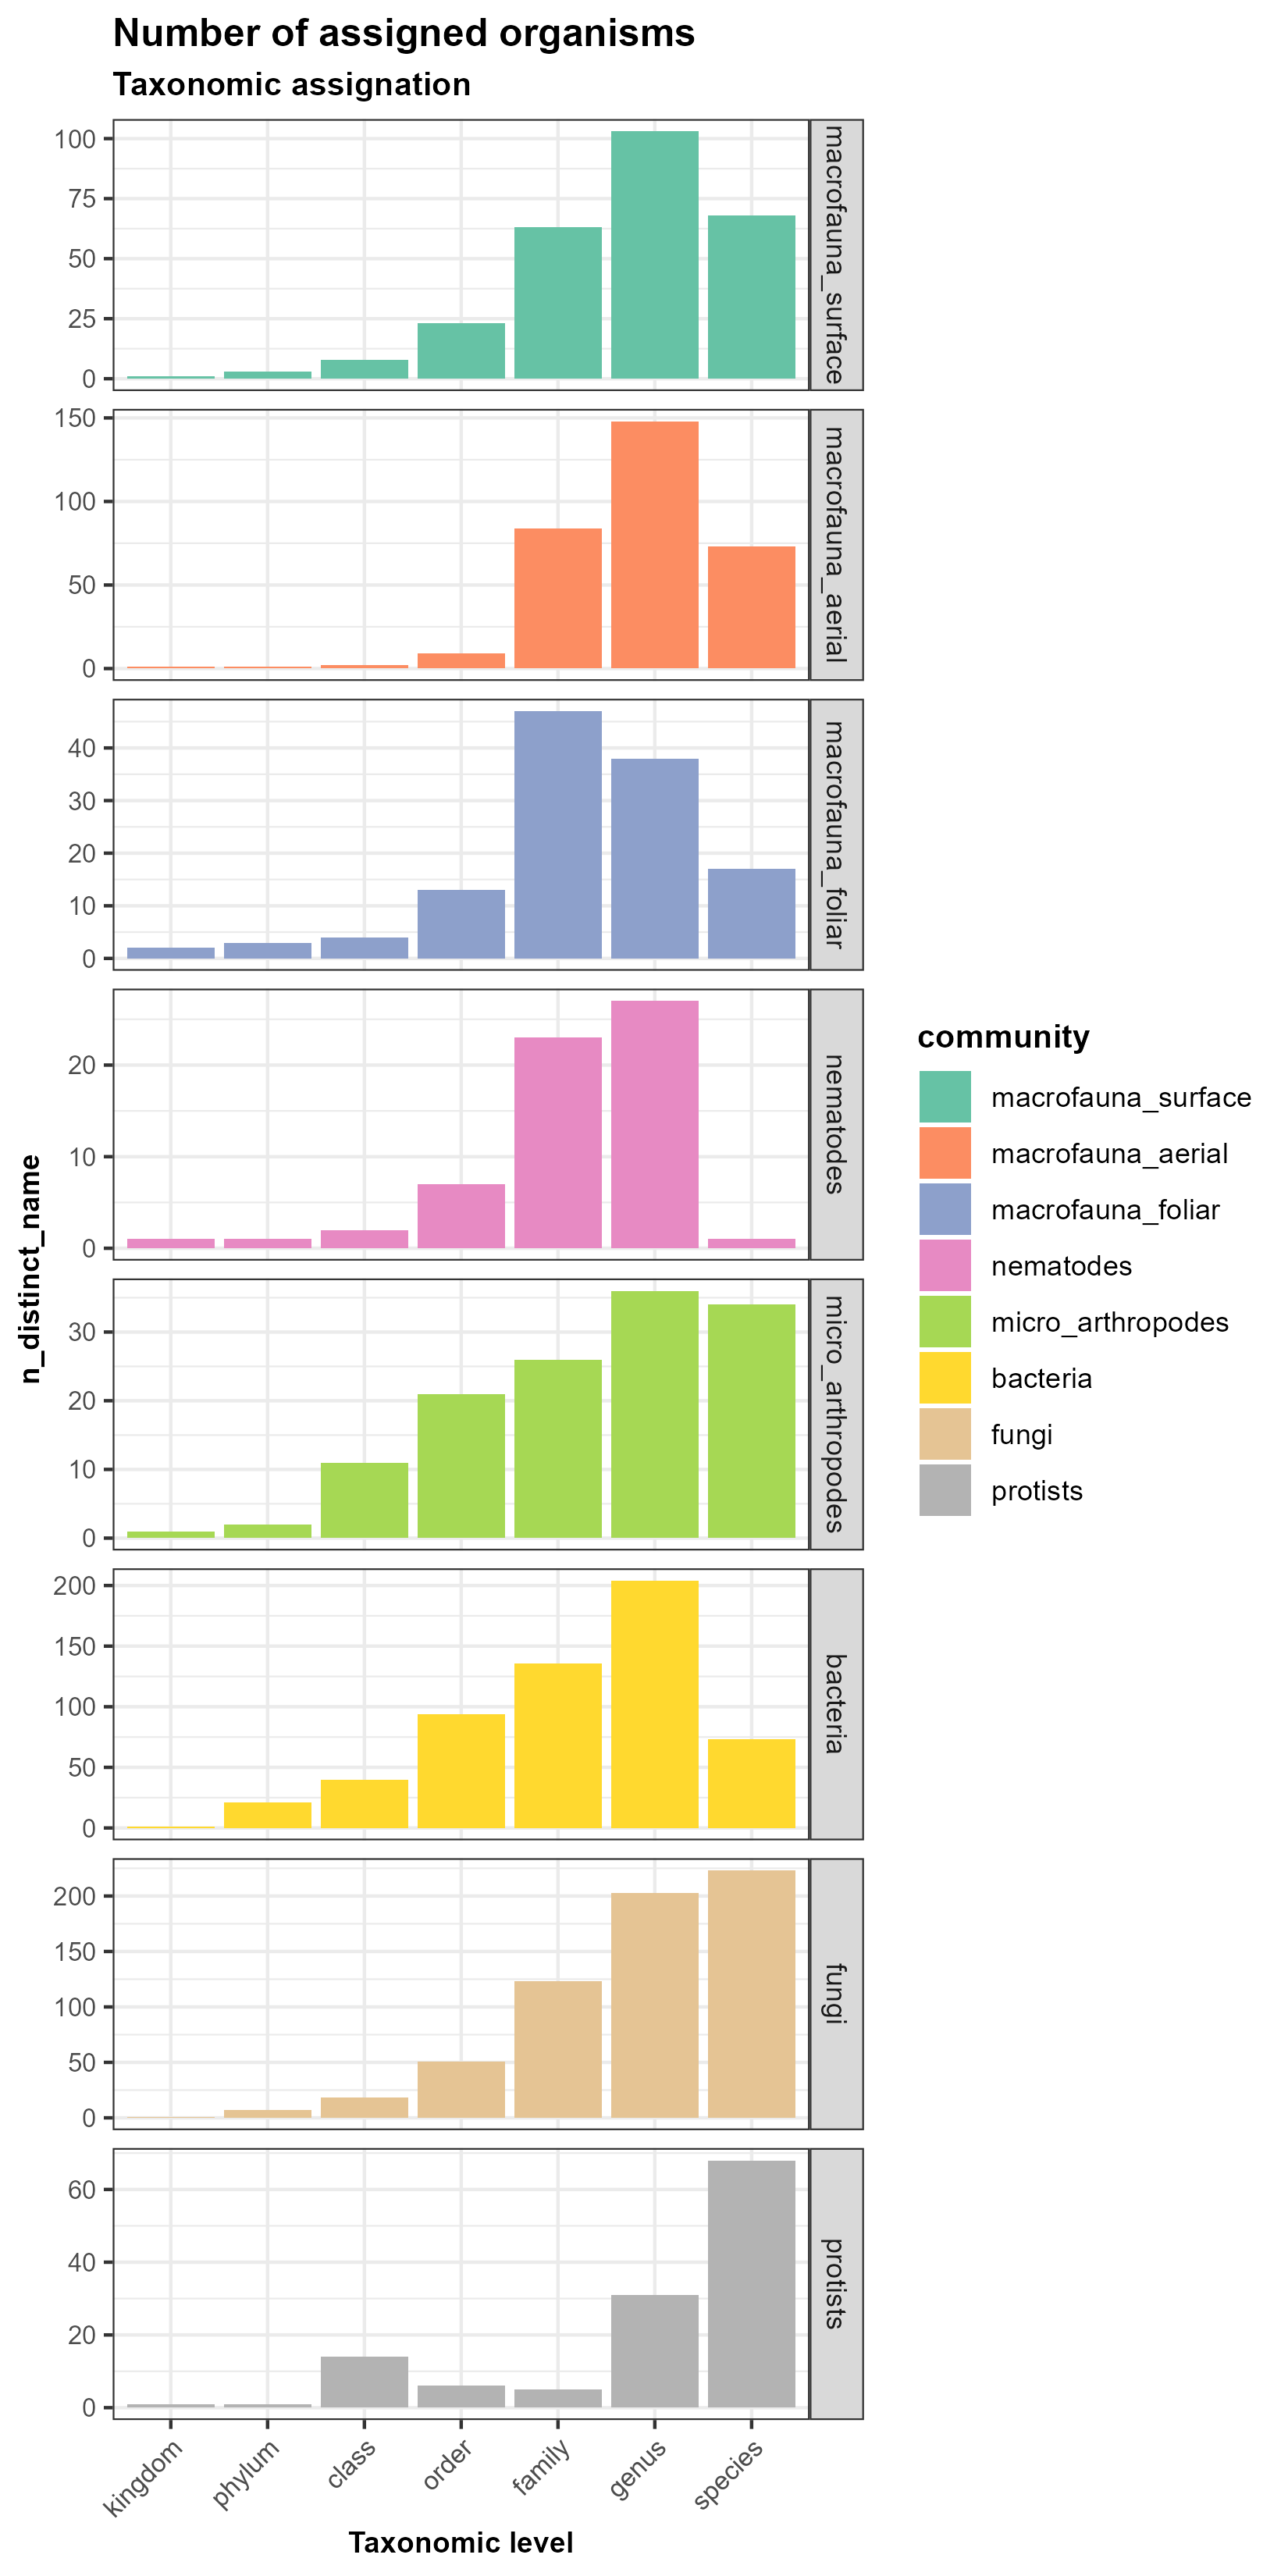 Number of assigned organisms
Taxonomic assignation
100
75
50
25
0
macrofauna_surface
150
100
50
0
macrofauna_aerial
40
30
20
10
0
macrofauna_foliar
20
10
0
nematodes
30
20
10
0
micro_arthropodes
200
150
100
50
0
bacteria
200
150
100
50
0
fungi
60
40
20
0
protists
n_distinct_name
kingdom
phylum
class
order
family
genus
species
Taxonomic level
community
macrofauna_surface
macrofauna_aerial
macrofauna_foliar
nematodes
micro_arthropodes
bacteria
fungi
protists